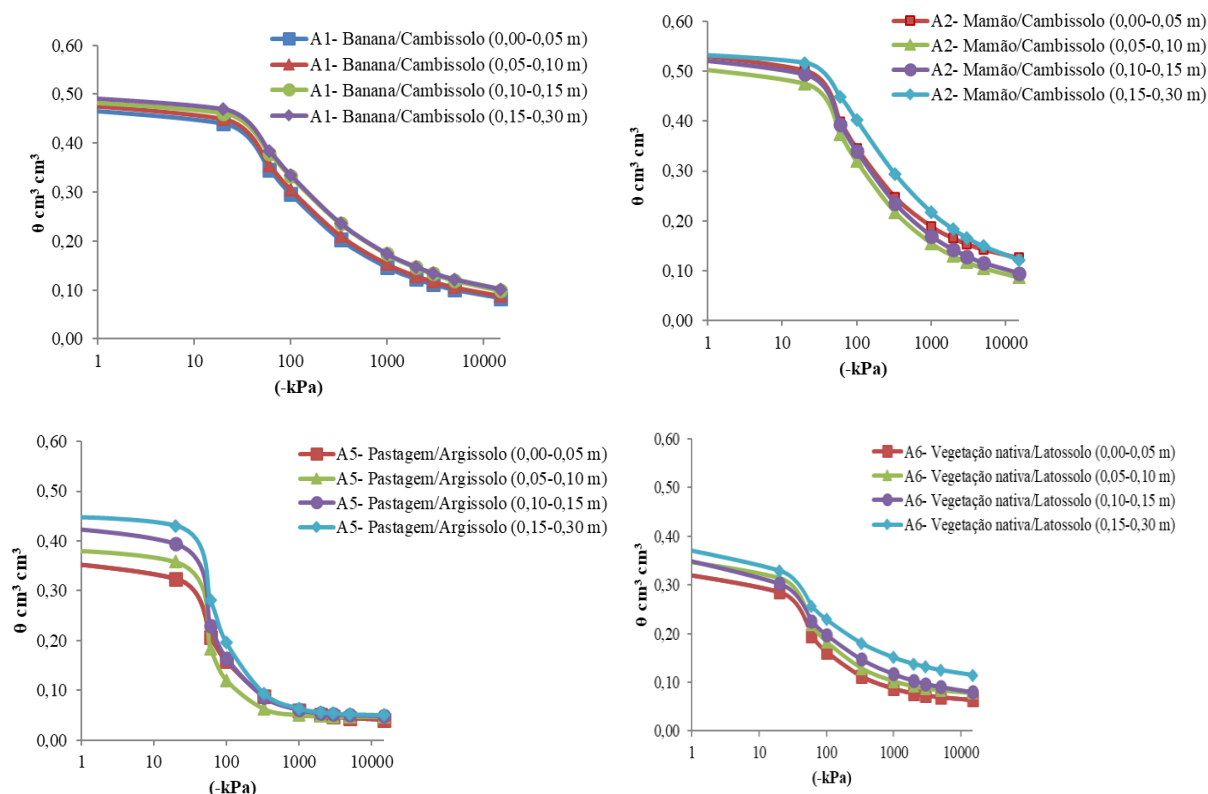 A1- Banana/Cambissolo (0,00-0,05 m)
A1- Banana/Cambissolo (0,05-0,10 m)
A1- Banana/Cambissolo (0,10-0,15 m)
A1- Banana/Cambissolo (0,15-0,30 m)
0,60
0,50
0,40
0,30
0,20
0,10
0,00
θ cm³ cm³
1 10 100 1000 10000
(-kPa)
A2- Mamão/Cambissolo (0,00-0,05 m)
A2- Mamão/Cambissolo (0,05-0,10 m)
A2- Mamão/Cambissolo (0,10-0,15 m)
A2- Mamão/Cambissolo (0,15-0,30 m)
0,60
0,50
0,40
0,30
0,20
0,10
0,00
θ cm³ cm³
1 10 100 1000 10000
(-kPa)
A5- Pastagem/Argissolo (0,00-0,05 m)
A5- Pastagem/Argissolo (0,05-0,10 m)
A5- Pastagem/Argissolo (0,10-0,15 m)
A5- Pastagem/Argissolo (0,15-0,30 m)
0,60
0,50
0,40
0,30
0,20
0,10
0,00
θ cm³ cm³
1 10 100 1000 10000
(-kPa)
A6- Vegetação nativa/Latossolo (0,00-0,05 m)
A6- Vegetação nativa/Latossolo (0,05-0,10 m)
A6- Vegetação nativa/Latossolo (0,10-0,15 m)
A6- Vegetação nativa/Latossolo (0,15-0,30 m)
0,60
0,50
0,40
0,30
0,20
0,10
0,00
θ cm³ cm³
1 10 100 1000 10000
(-kPa)